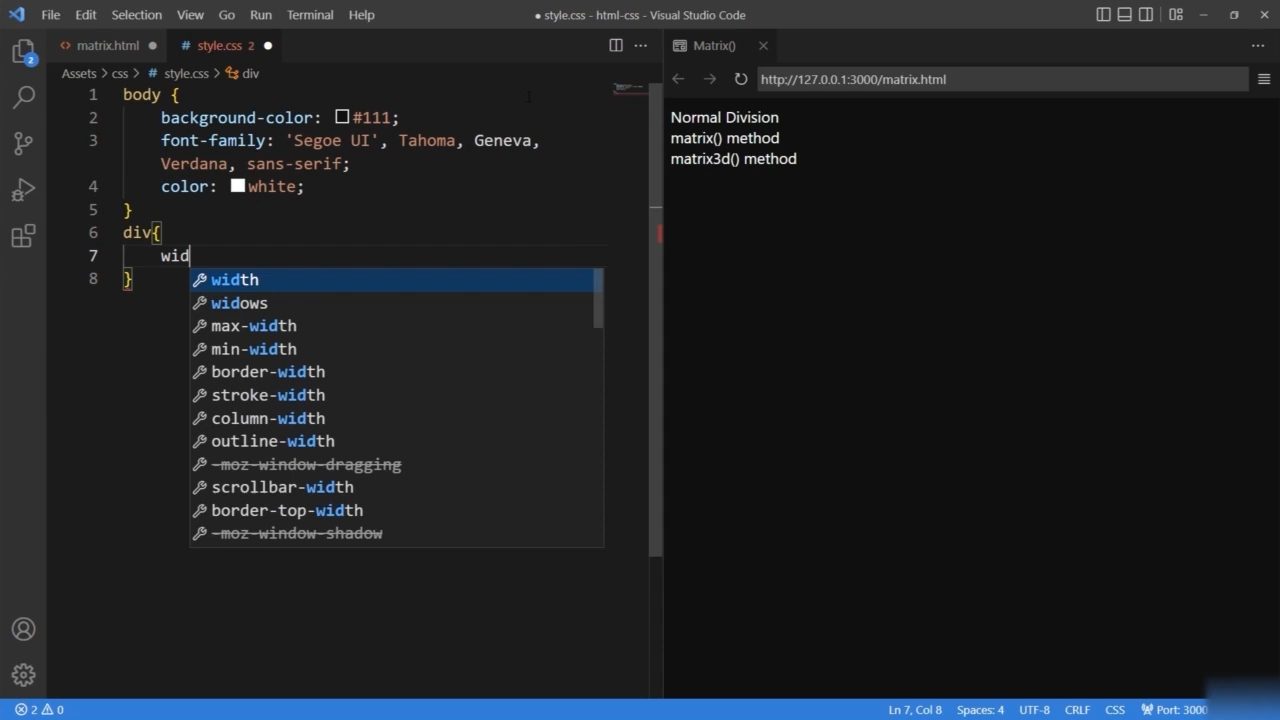 File Edit Selection View Go Run Terminal Help ● style.css - html-css - Visual Studio Code
matrix.html ● # style.css 2 ● Matrix()
Assets > css > # style.css > div
http://127.0.0.1:3000/matrix.html
1 body {
2 background-color: #111;
3 font-family: 'Segoe UI', Tahoma, Geneva,
Verdana, sans-serif;
4 color: white;
5 }
6 div{
7 wid
8 }
width
widows
max-width
min-width
border-width
stroke-width
column-width
outline-width
-moz-window-dragging
scrollbar-width
border-top-width
-moz-window-shadow
Normal Division
matrix() method
matrix3d() method
2
2 0 Ln 7, Col 8 Spaces: 4 UTF-8 CRLF CSS Port: 3000